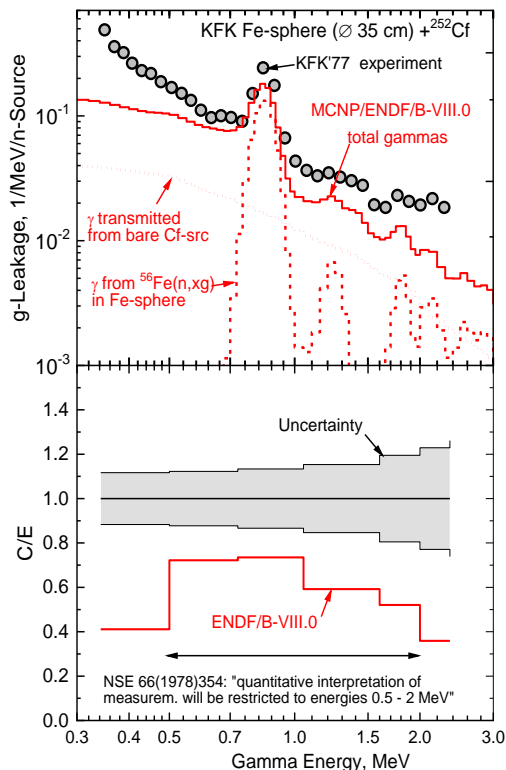 KFK Fe-sphere (∅ 35 cm) +²⁵²Cf
KFK'77 experiment
MCNP/ENDF/B-VIII.0
total gammas
γ transmitted
from bare Cf-src
γ from ⁵⁶Fe(n,xg)
in Fe-sphere
g-Leakage, 1/MeV/n-Source
10⁻¹
10⁻²
10⁻³
Uncertainty
ENDF/B-VIII.0
NSE 66(1978)354: "quantitative interpretation of
measurem. will be restricted to energies 0.5 - 2 MeV"
C/E
1.4
1.2
1.0
0.8
0.6
0.4
0.2
0.0
0.3 0.4 0.5 0.7 1.0 1.5 2.0 3.0
Gamma Energy, MeV